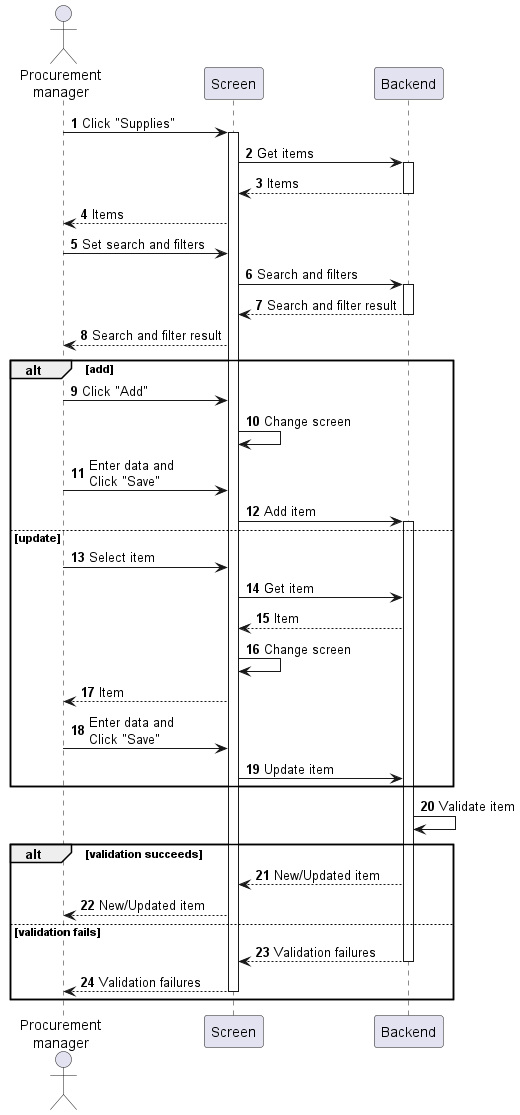 Procurement
manager
Screen
Backend
1 Click "Supplies"
2 Get items
3 Items
4 Items
5 Set search and filters
6 Search and filters
7 Search and filter result
8 Search and filter result
alt [add]
9 Click "Add"
10 Change screen
11 Enter data and
Click "Save"
12 Add item
[update]
13 Select item
14 Get item
15 Item
16 Change screen
17 Item
18 Enter data and
Click "Save"
19 Update item
20 Validate item
alt [validation succeeds]
21 New/Updated item
22 New/Updated item
[validation fails]
23 Validation failures
24 Validation failures
Procurement
manager
Screen
Backend